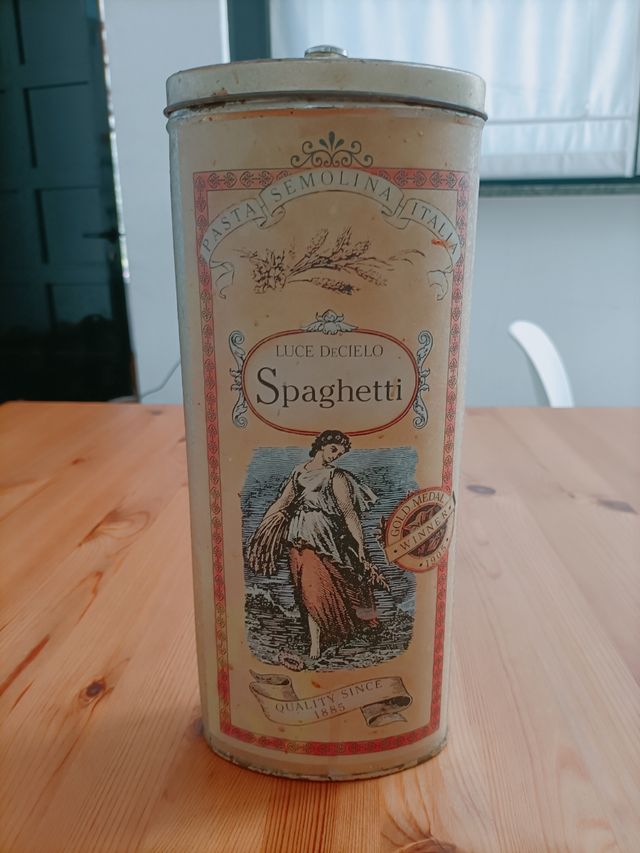 PASTA SEMOLINA ITALIA
LUCE DECIELO
Spaghetti
GOLD MEDAL
WINNER
QUALITY SINCE
1885